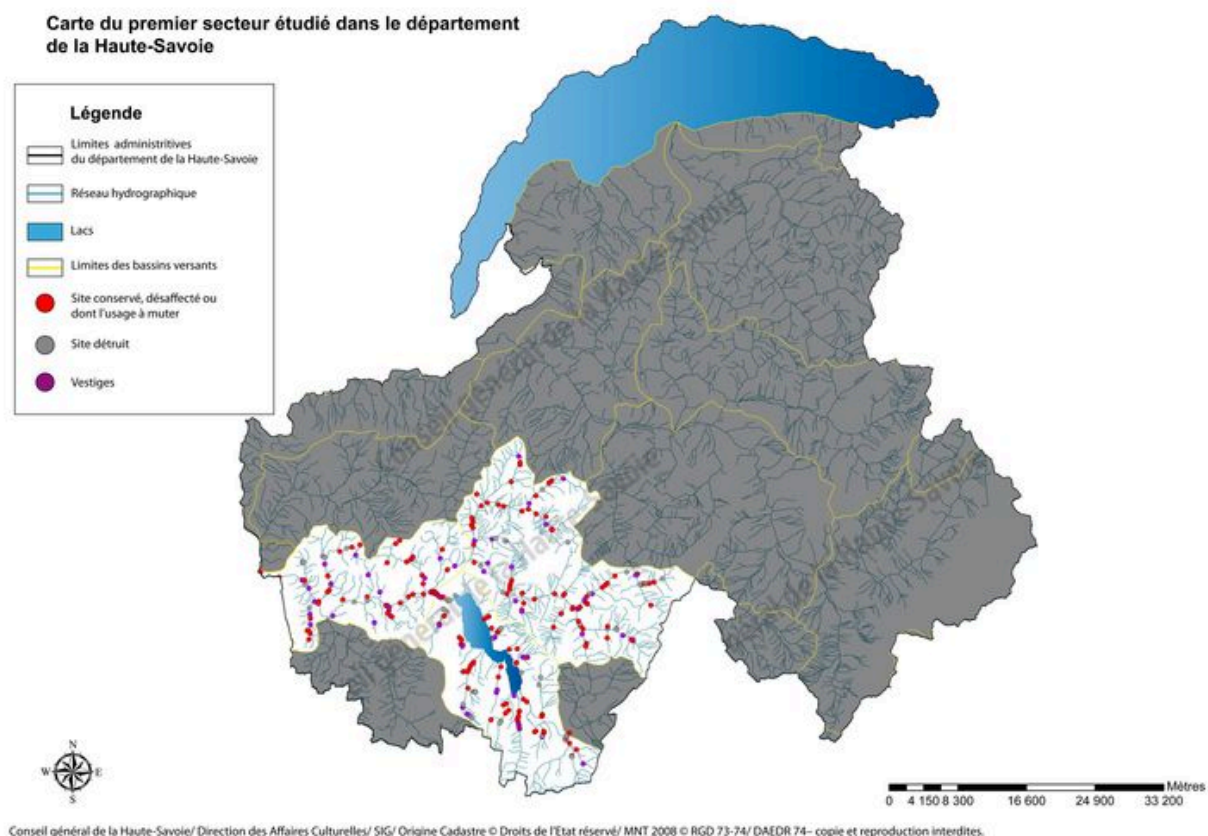 Carte du premier secteur étudié dans le département
de la Haute-Savoie
Légende
Limites administritives
du département de la Haute-Savoie
Réseau hydrographique
Lacs
Limites des bassins versants
Site conservé, désaffecté ou
dont l'usage à muter
Site détruit
Vestiges
N
W E
S
Mètres
0 4 150 8 300 16 600 24 900 33 200
Conseil général de la Haute-Savoie/ Direction des Affaires Culturelles/ SIG/ Origine Cadastre © Droits de l'Etat réservé/ MNT 2008 © RGD 73-74/ DAEDR 74– copie et reproduction interdites.